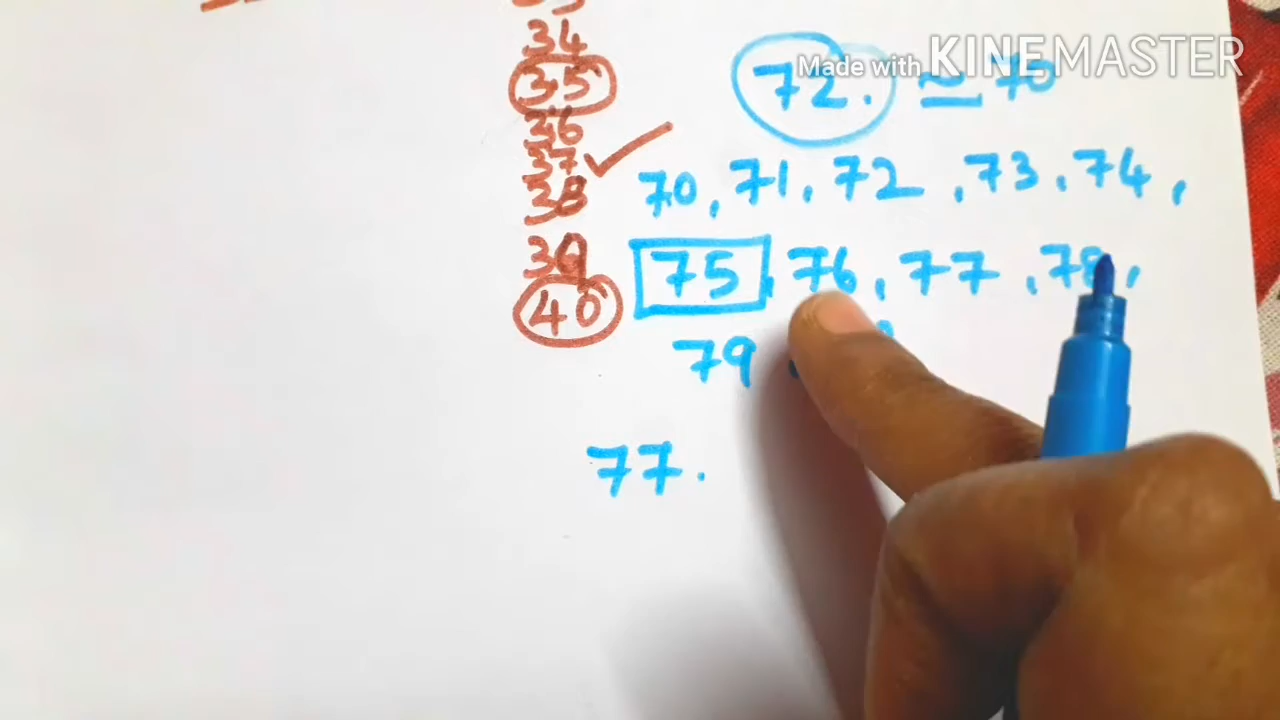 34
35
36
37 ✓
38
39
40
Made with KINEMASTER
72. ≃ 70
70, 71, 72, 73, 74,
75, 76, 77, 78,
79
77.